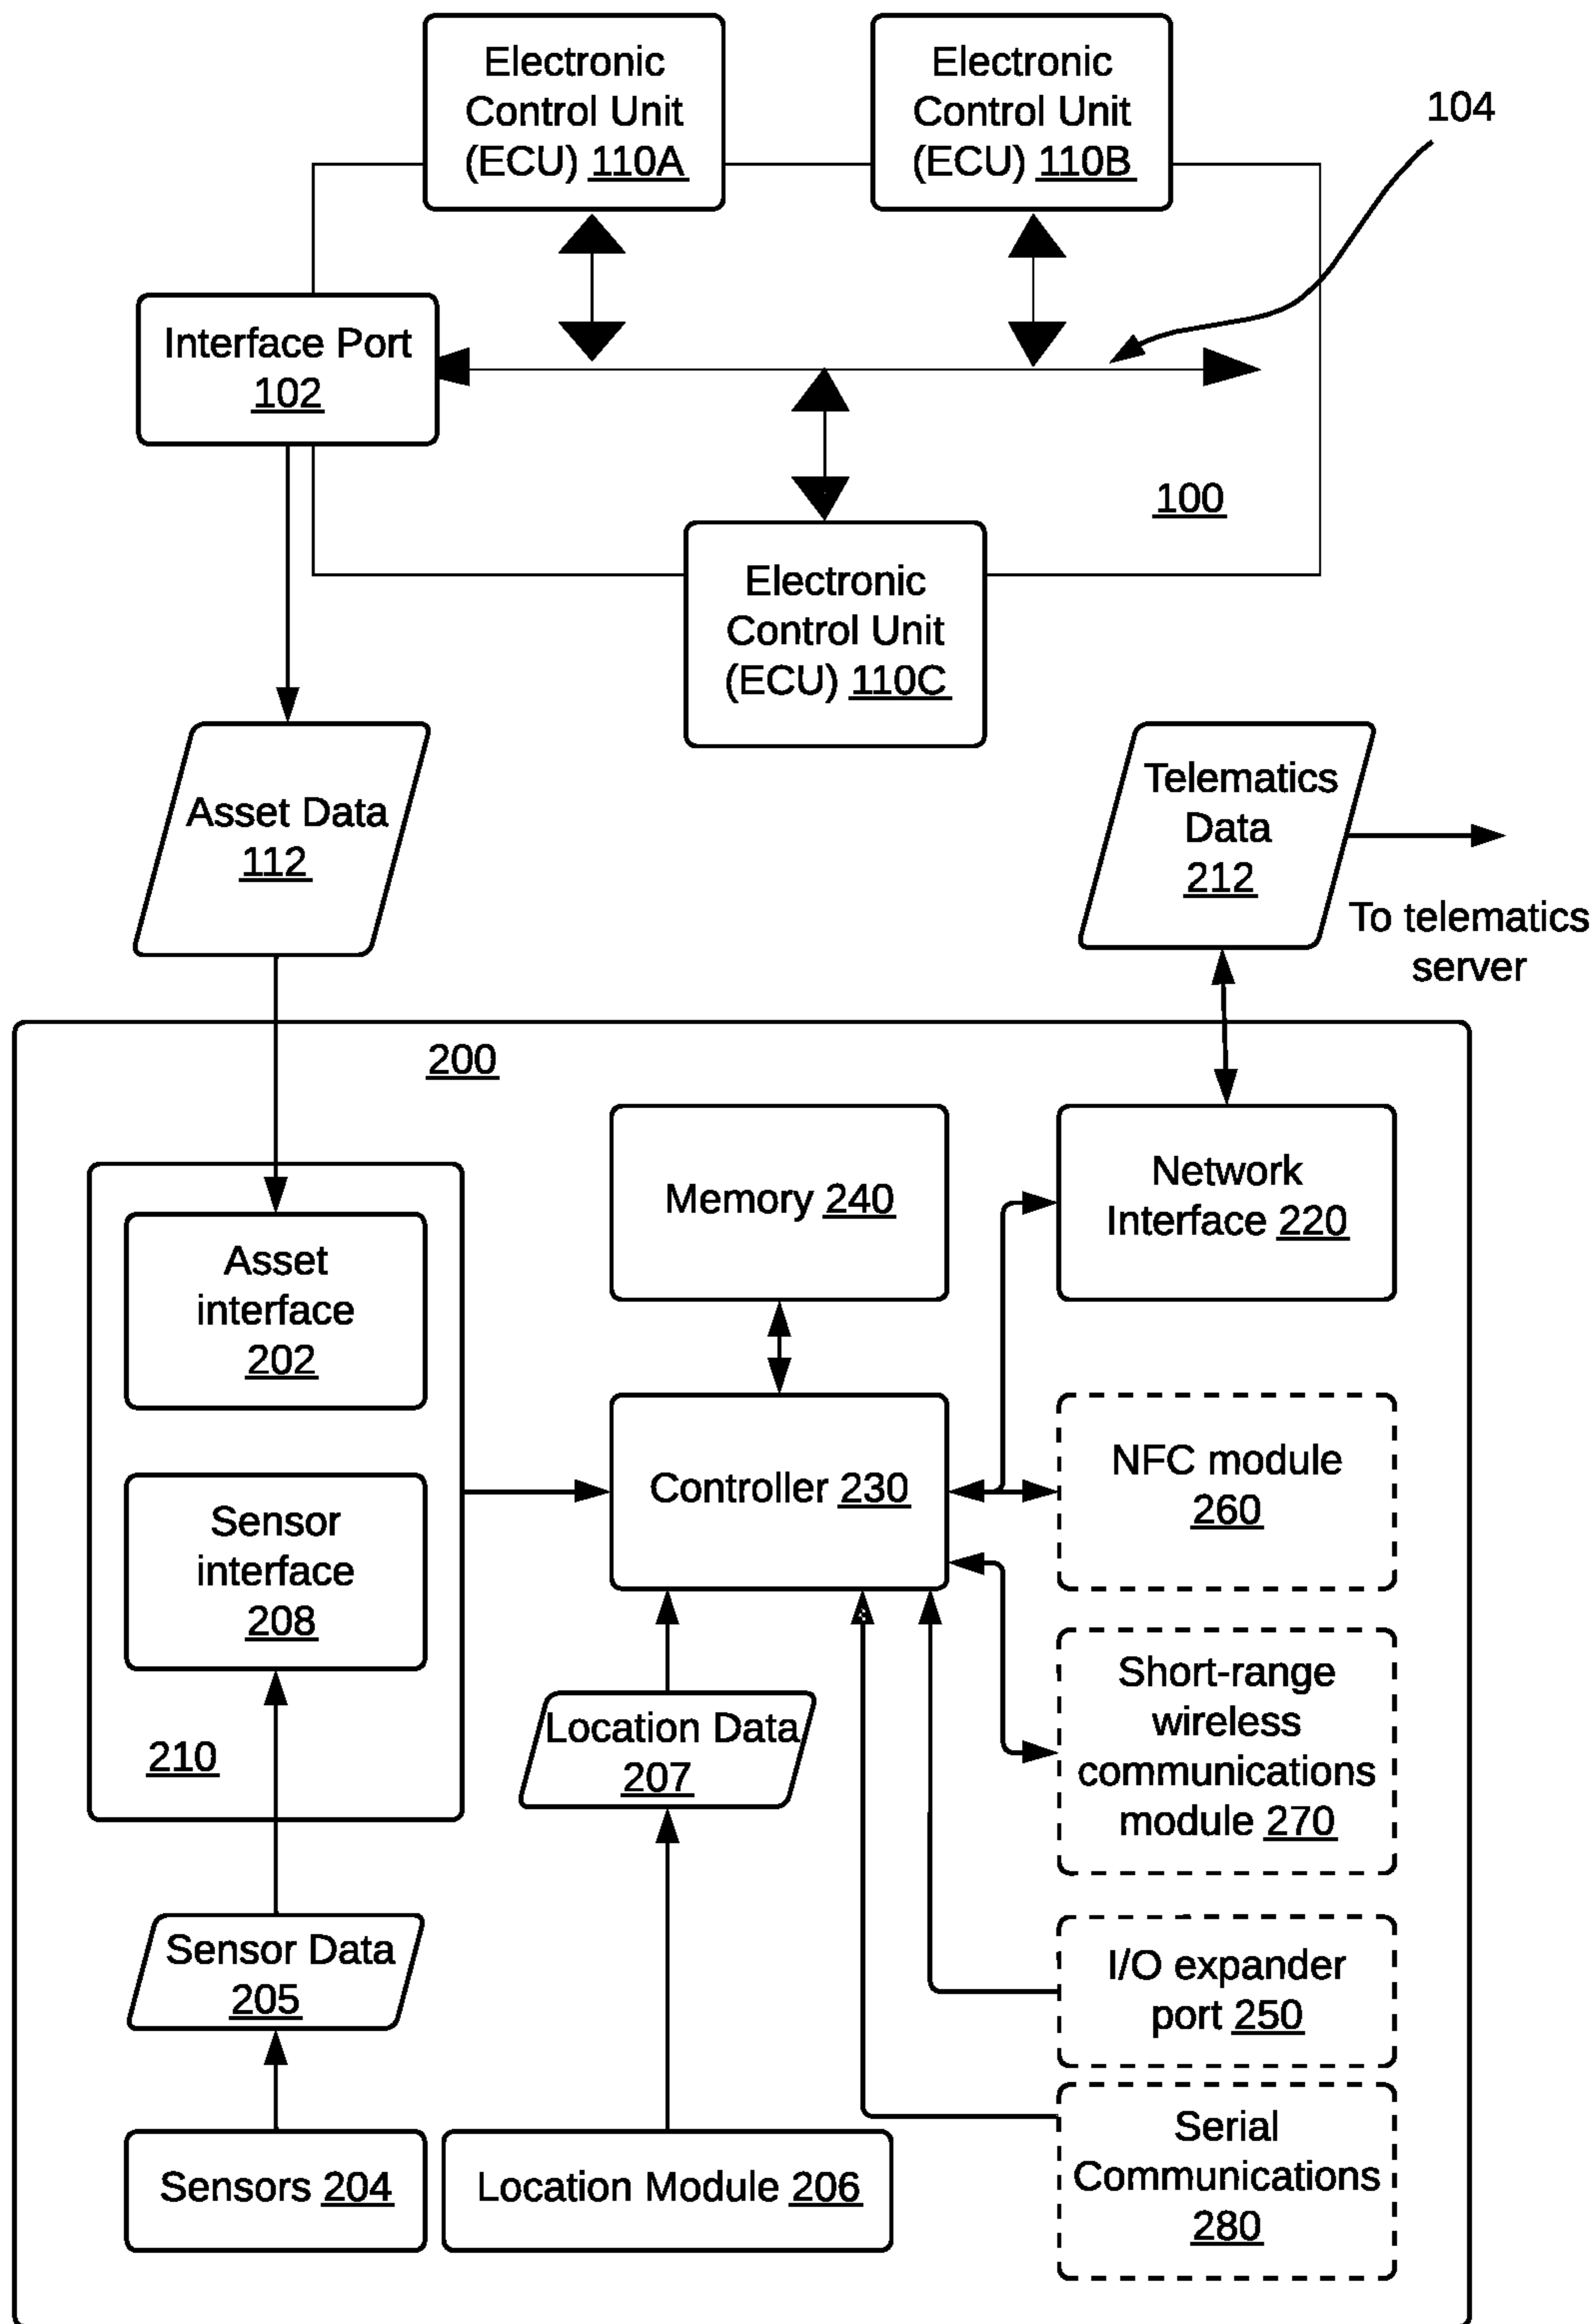 Electronic
Control Unit
(ECU) 110A
Electronic
Control Unit
(ECU) 110B
104
Interface Port
102
100
Electronic
Control Unit
(ECU) 110C
Asset Data
112
Telematics
Data
212
To telematics
server
200
Asset
interface
202
Memory 240
Network
Interface 220
Sensor
interface
208
Controller 230
NFC module
260
210
Location Data
207
Short-range
wireless
communications
module 270
Sensor Data
205
I/O expander
port 250
Sensors 204
Location Module 206
Serial
Communications
280